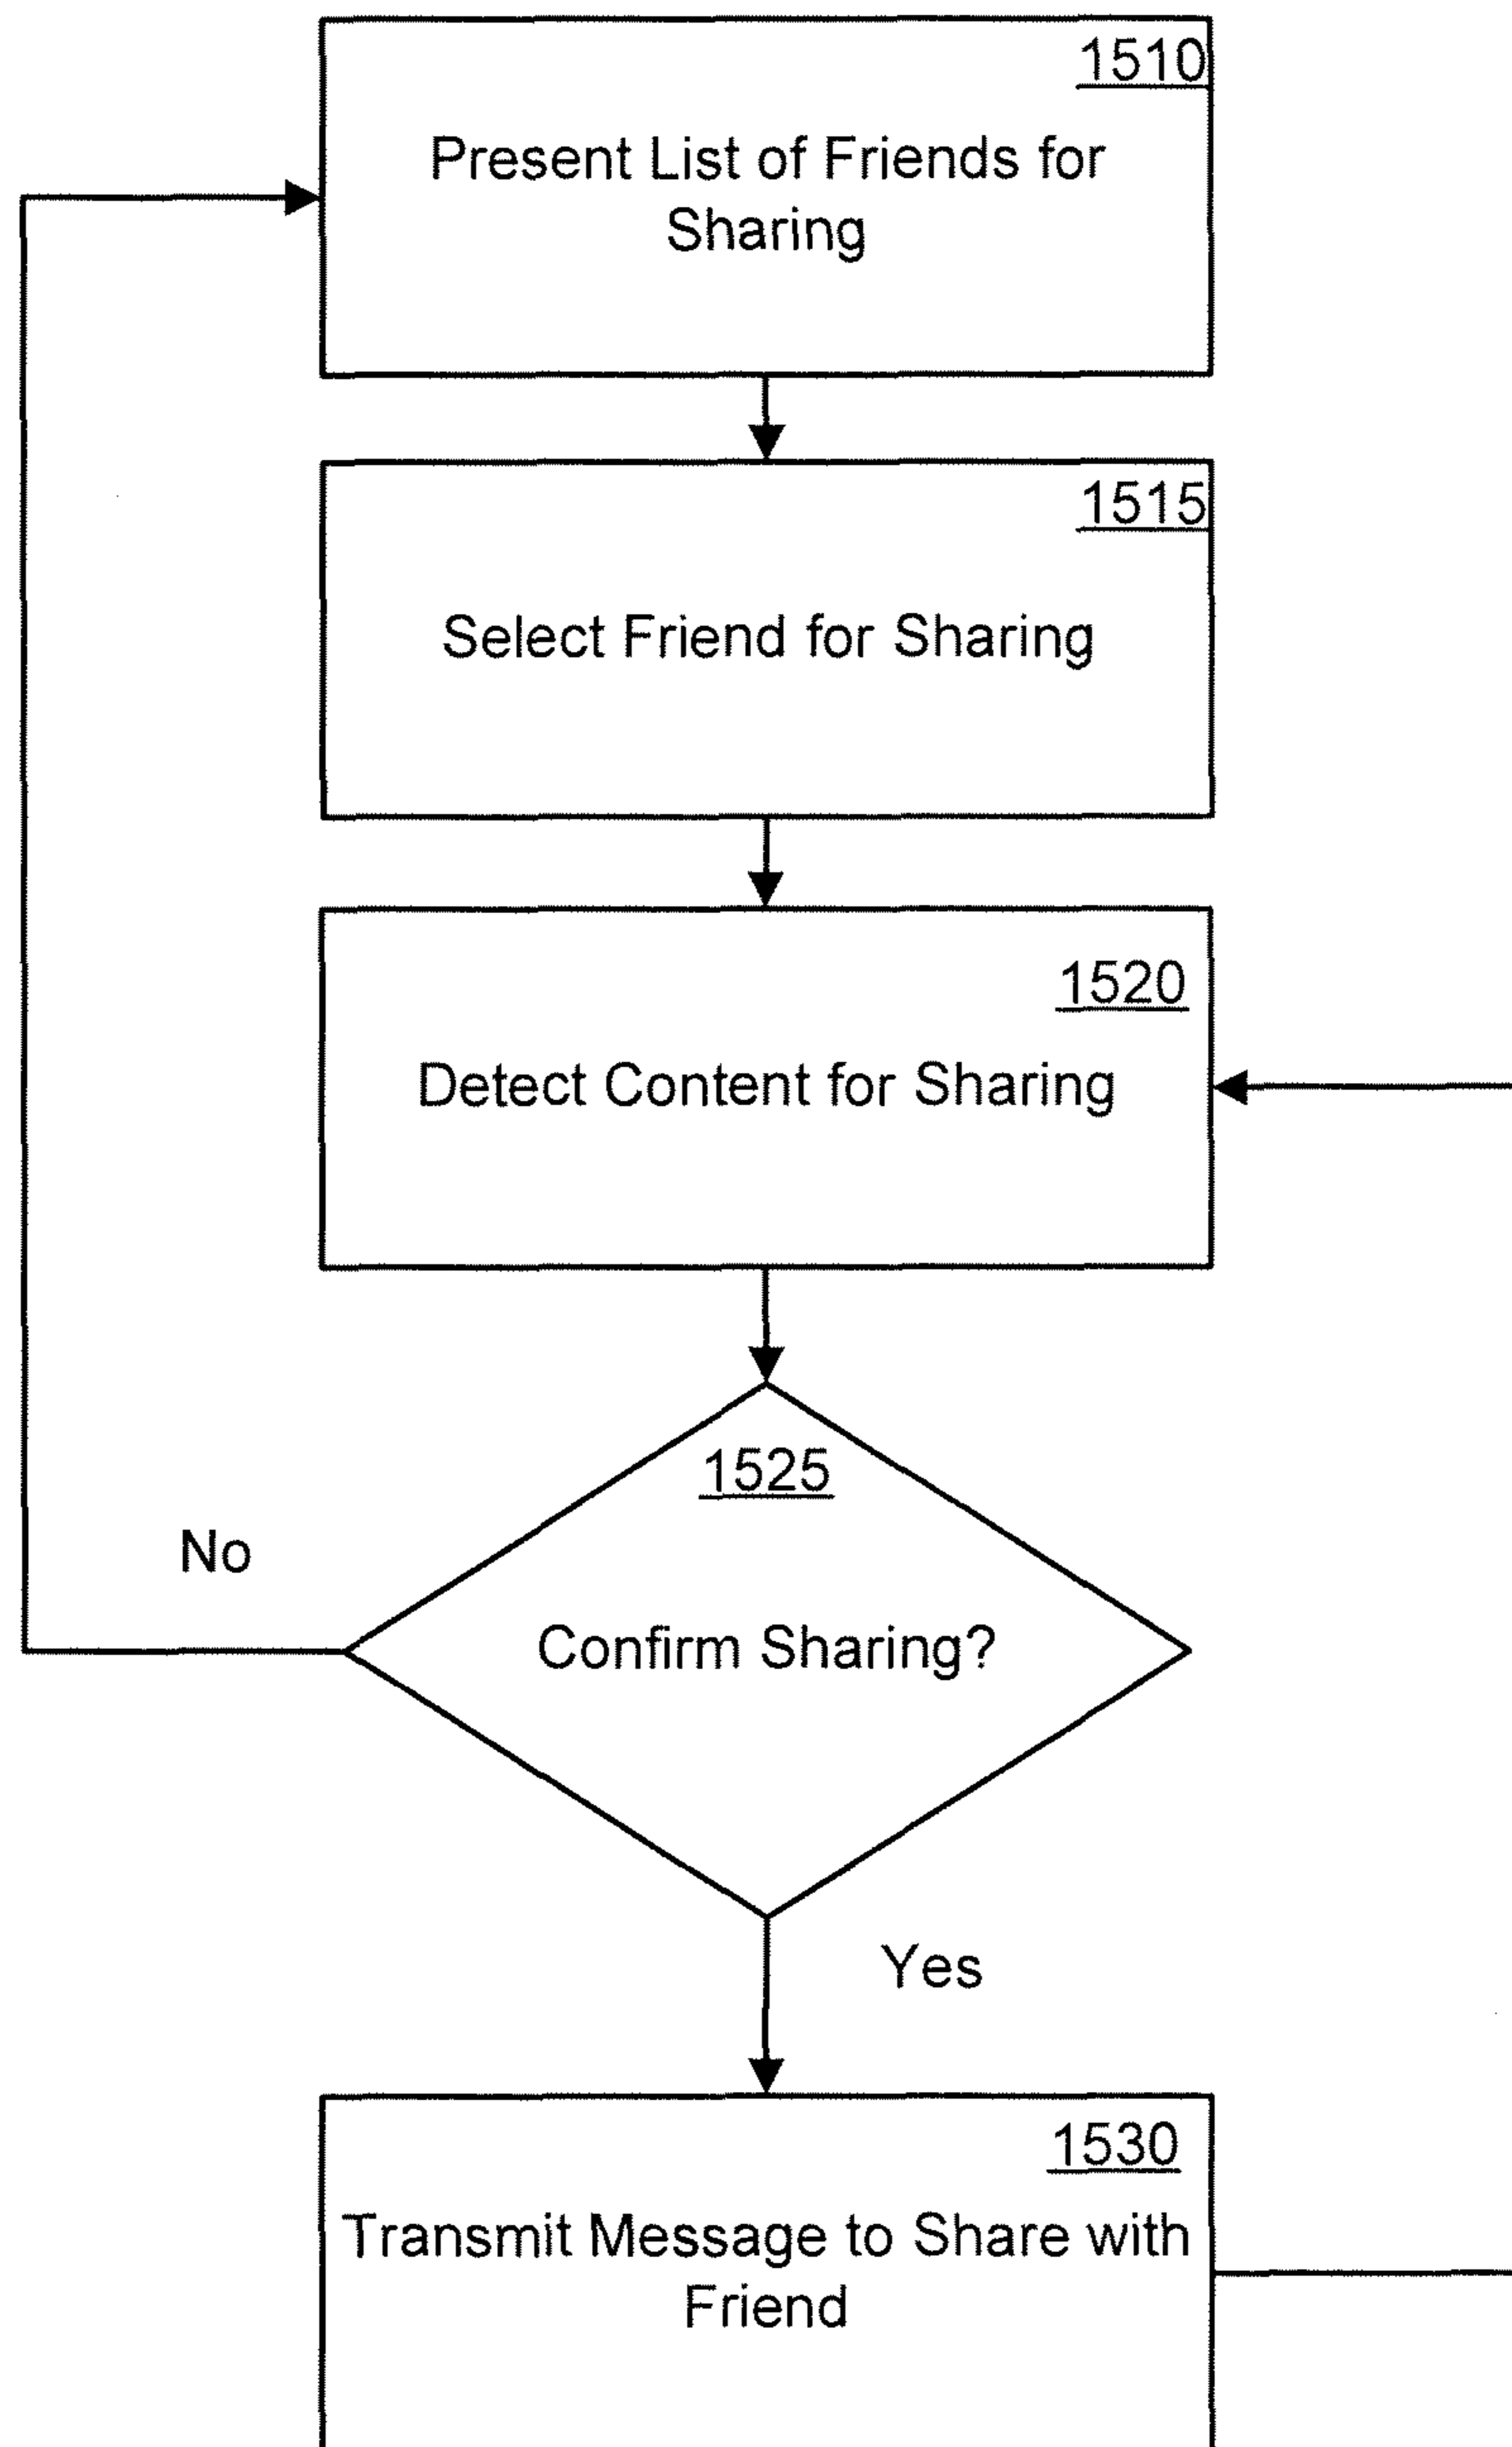 1510
Present List of Friends for
Sharing
1515
Select Friend for Sharing
1520
Detect Content for Sharing
1525
No
Confirm Sharing?
Yes
1530
Transmit Message to Share with
Friend